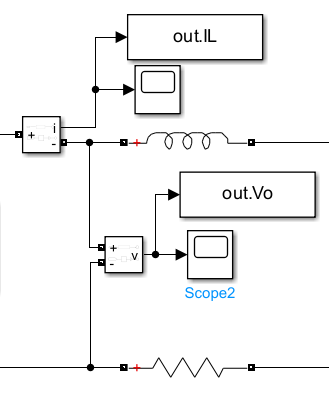 out.IL
+
i
-
+
out.Vo
+
-
v
Scope2
+